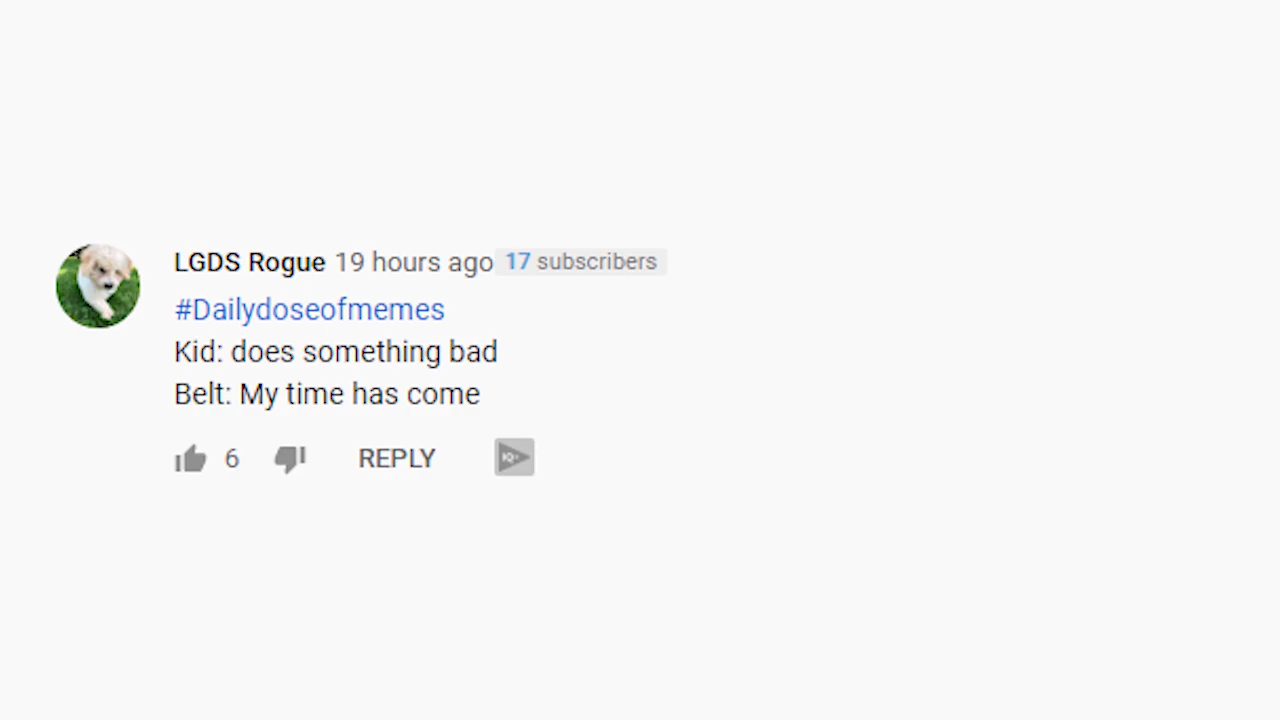 LGDS Rogue 19 hours ago 17 subscribers
#Dailydoseofmemes
Kid: does something bad
Belt: My time has come
6 REPLY IQ